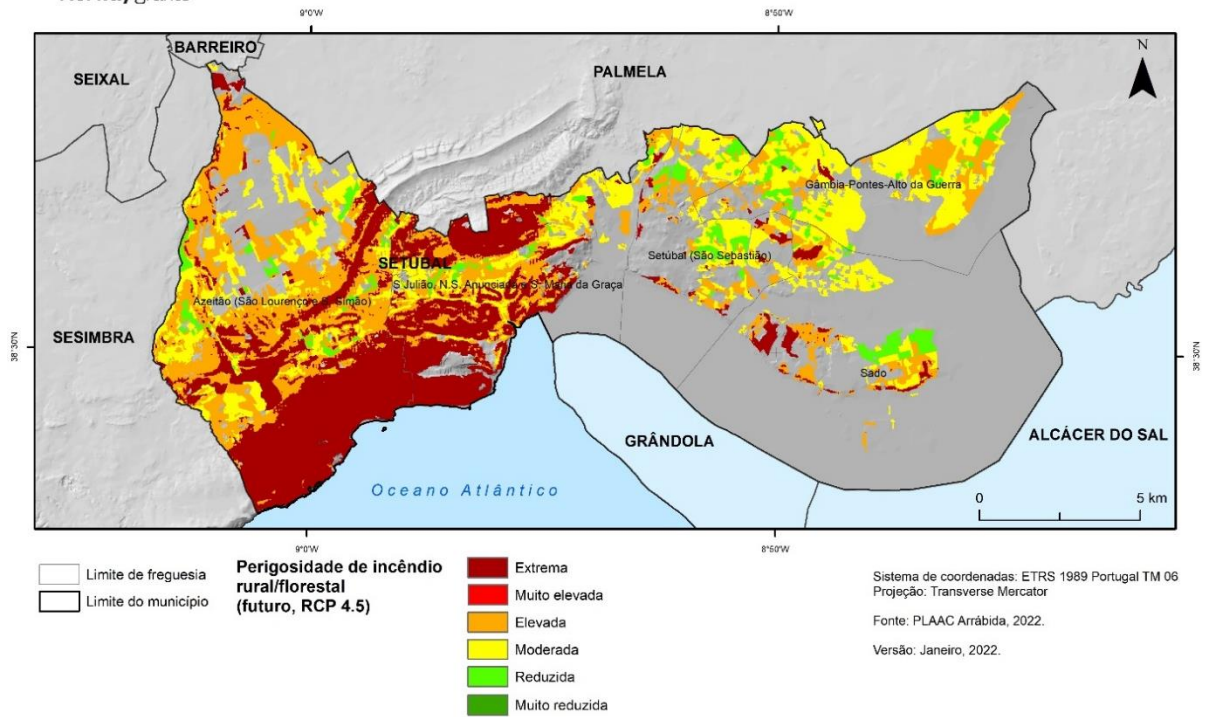 9°0'W
8°50'W
BARREIRO
SEIXAL
PALMELA
N
Gâmbia-Pontes-Alto da Guerra
SETÚBAL
Setúbal (São Sebastião)
S Julião, N.S. Anunciada e S. Maria da Graça
Azeitão (São Lourenço e S. Simão)
SESIMBRA
38°30'N
38°30'N
Sado
GRÂNDOLA
ALCÁCER DO SAL
Oceano Atlântico
0
5 km
9°0'W
8°50'W
Limite de freguesia
Limite do município
Perigosidade de incêndio
rural/florestal
(futuro, RCP 4.5)
Extrema
Muito elevada
Elevada
Moderada
Reduzida
Muito reduzida
Sistema de coordenadas: ETRS 1989 Portugal TM 06
Projeção: Transverse Mercator
Fonte: PLAAC Arrábida, 2022.
Versão: Janeiro, 2022.